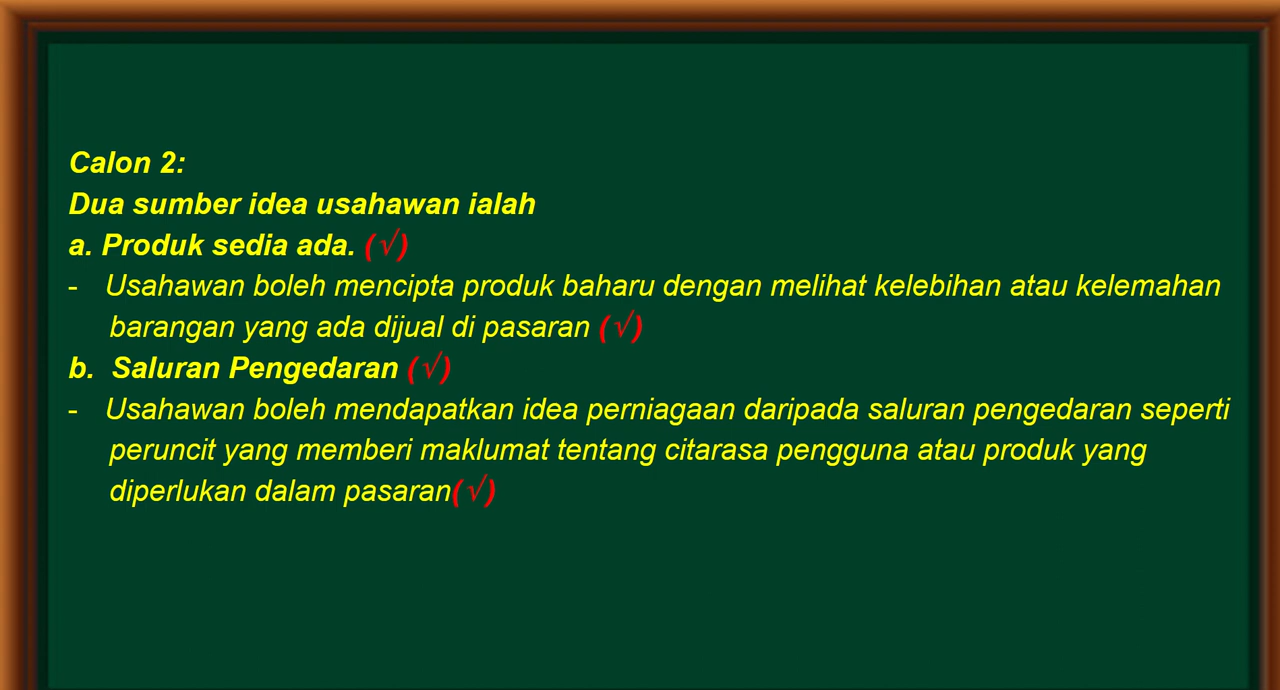 Calon 2:
Dua sumber idea usahawan ialah
a. Produk sedia ada. (√)
- Usahawan boleh mencipta produk baharu dengan melihat kelebihan atau kelemahan
barangan yang ada dijual di pasaran (√)
b. Saluran Pengedaran (√)
- Usahawan boleh mendapatkan idea perniagaan daripada saluran pengedaran seperti
peruncit yang memberi maklumat tentang citarasa pengguna atau produk yang
diperlukan dalam pasaran(√)